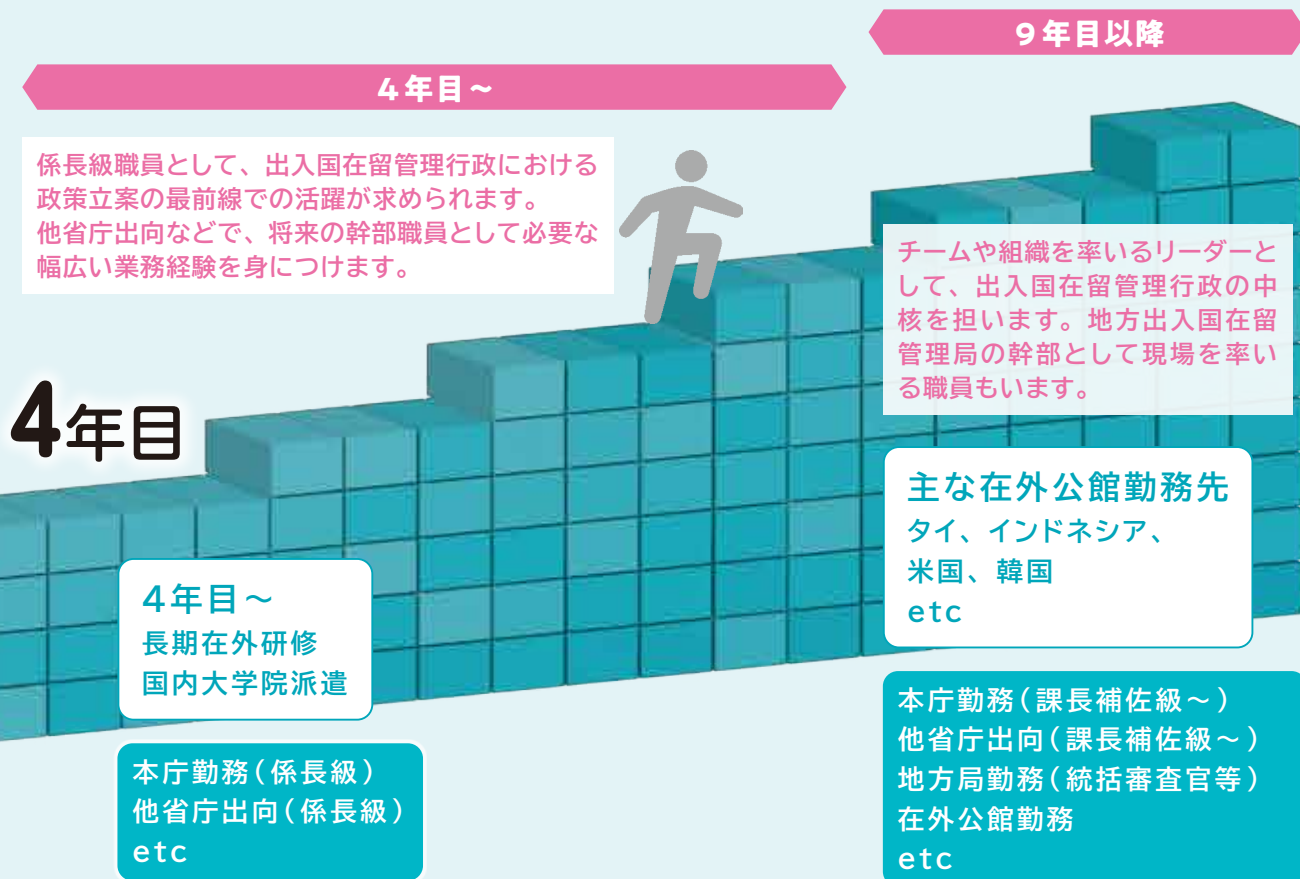 4年目～
係長級職員として、出入国在留管理行政における
政策立案の最前線での活躍が求められます。
他省庁出向などで、将来の幹部職員として必要な
幅広い業務経験を身につけます。
4年目
4年目～
長期在外研修
国内大学院派遣
本庁勤務（係長級）
他省庁出向（係長級）
etc
9年目以降
チームや組織を率いるリーダーと
して、出入国在留管理行政の中
核を担います。地方出入国在留
管理局の幹部として現場を率い
る職員もいます。
主な在外公館勤務先
タイ、インドネシア、
米国、韓国
etc
本庁勤務（課長補佐級～）
他省庁出向（課長補佐級～）
地方局勤務（統括審査官等）
在外公館勤務
etc